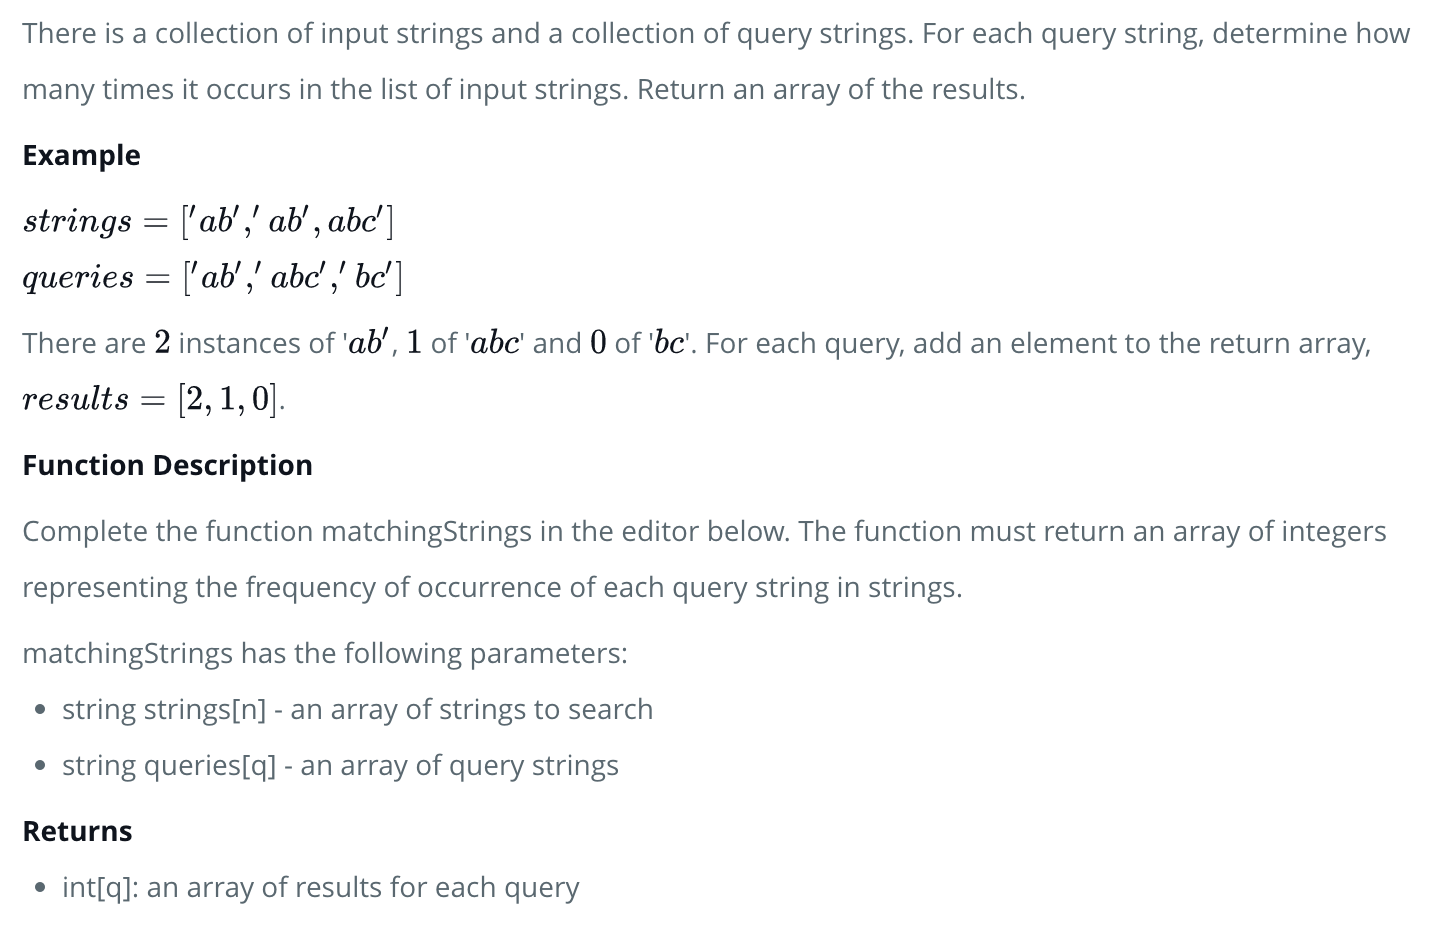 There is a collection of input strings and a collection of query strings. For each query string, determine how
many times it occurs in the list of input strings. Return an array of the results.
Example
strings = ['ab',' ab', abc']
queries = ['ab',' abc',' bc']
There are 2 instances of 'ab', 1 of 'abc' and 0 of 'bc'. For each query, add an element to the return array,
results = [2, 1, 0].
Function Description
Complete the function matchingStrings in the editor below. The function must return an array of integers
representing the frequency of occurrence of each query string in strings.
matchingStrings has the following parameters:
• string strings[n] - an array of strings to search
• string queries[q] - an array of query strings
Returns
• int[q]: an array of results for each query